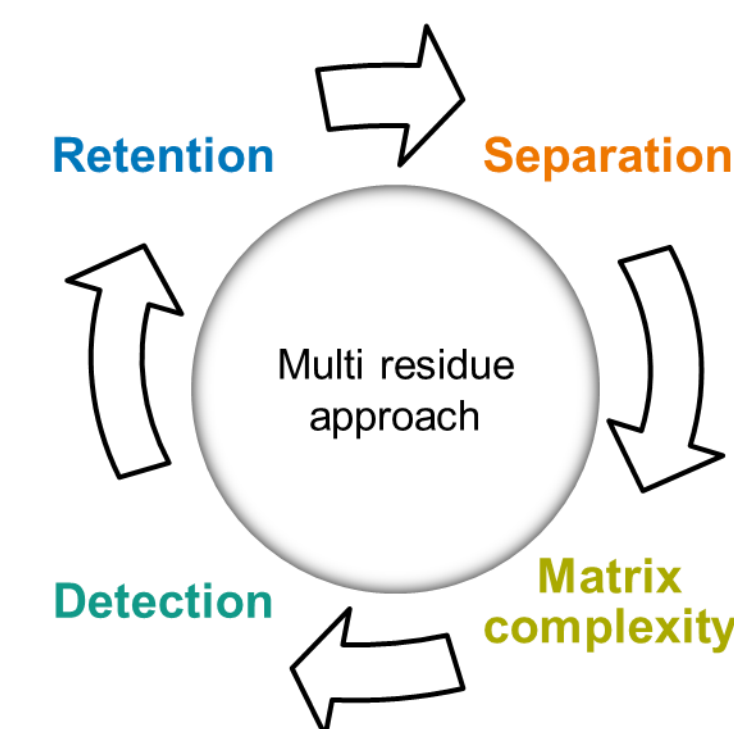 Retention
Separation
Multi residue
approach
Detection
Matrix
complexity